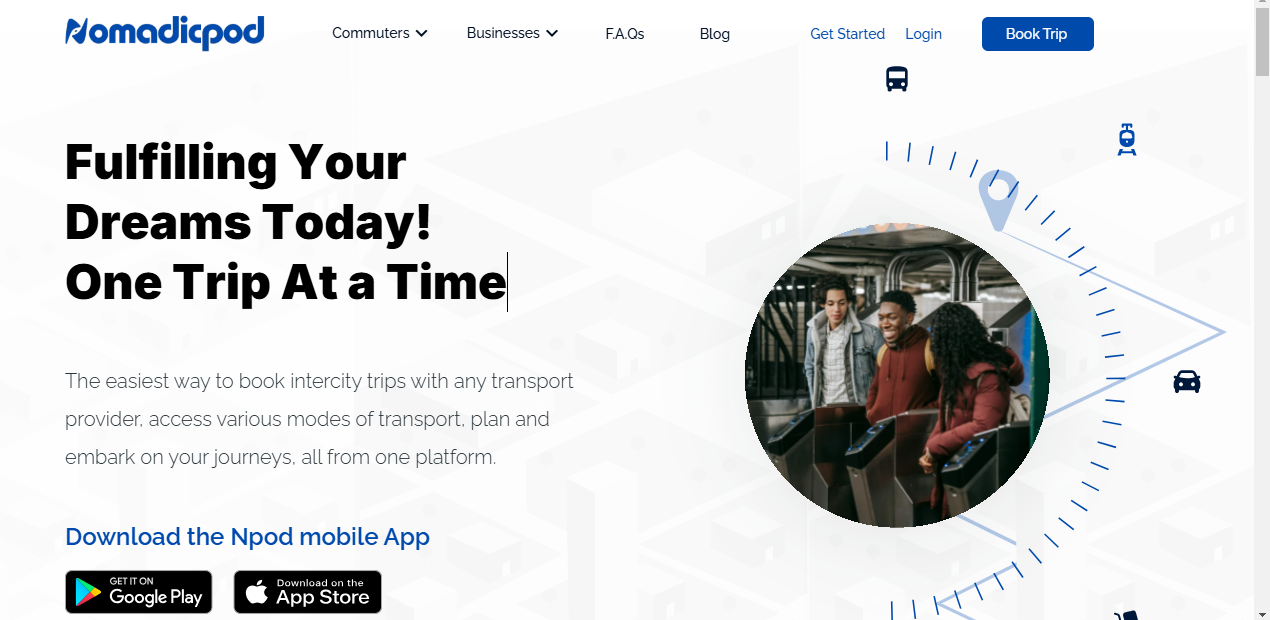 Nomadicpod
Commuters
Businesses
F.A.Qs
Blog
Get Started
Login
Book Trip
Fulfilling Your
Dreams Today!
One Trip At a Time
The easiest way to book intercity trips with any transport
provider, access various modes of transport, plan and
embark on your journeys, all from one platform.
Download the Npod mobile App
GET IT ON
Google Play
Download on the
App Store